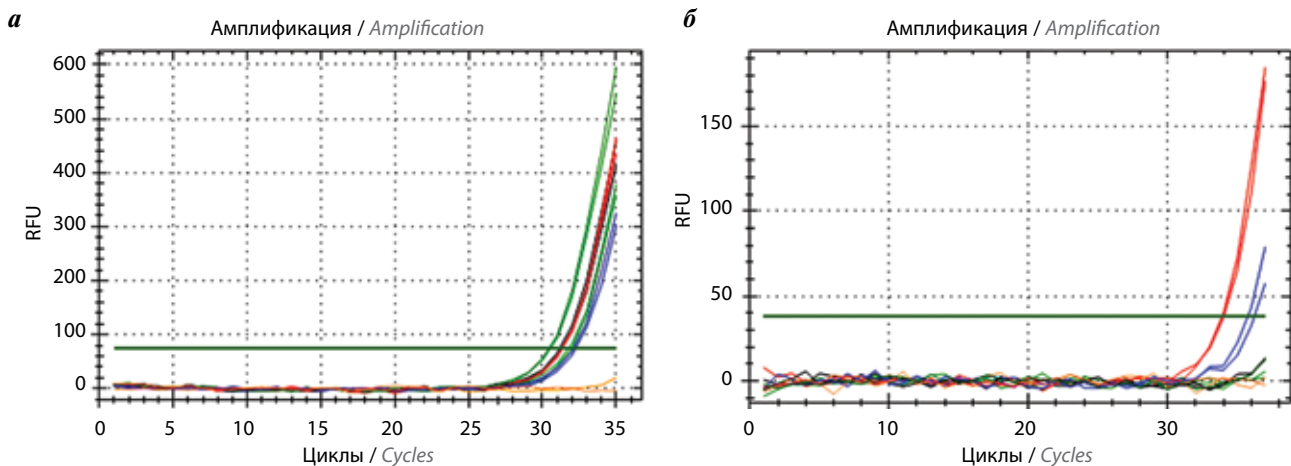 а
Амплификация / Amplification
600
500
400
300
200
100
0
RFU
0 5 10 15 20 25 30 35
Циклы / Cycles
б
Амплификация / Amplification
150
100
50
0
RFU
0 10 20 30
Циклы / Cycles